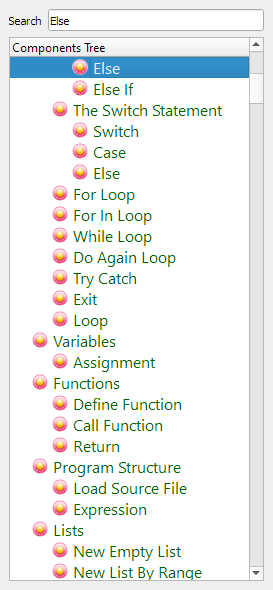 Search Else
Components Tree
Else
Else If
The Switch Statement
Switch
Case
Else
For Loop
For In Loop
While Loop
Do Again Loop
Try Catch
Exit
Loop
Variables
Assignment
Functions
Define Function
Call Function
Return
Program Structure
Load Source File
Expression
Lists
New Empty List
New List By Range